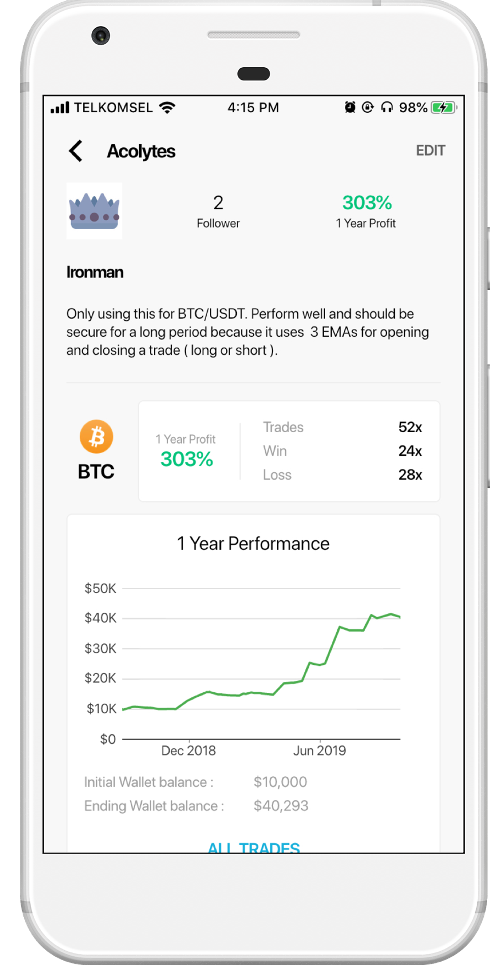 TELKOMSEL 4:15 PM 98%
Acolytes EDIT
2 303%
Follower 1 Year Profit
Ironman
Only using this for BTC/USDT. Perform well and should be
secure for a long period because it uses 3 EMAs for opening
and closing a trade ( long or short ).
BTC
1 Year Profit
303%
Trades 52x
Win 24x
Loss 28x
1 Year Performance
$50K
$40K
$30K
$20K
$10K
$0
Dec 2018 Jun 2019
Initial Wallet balance : $10,000
Ending Wallet balance : $40,293
ALL TRADES